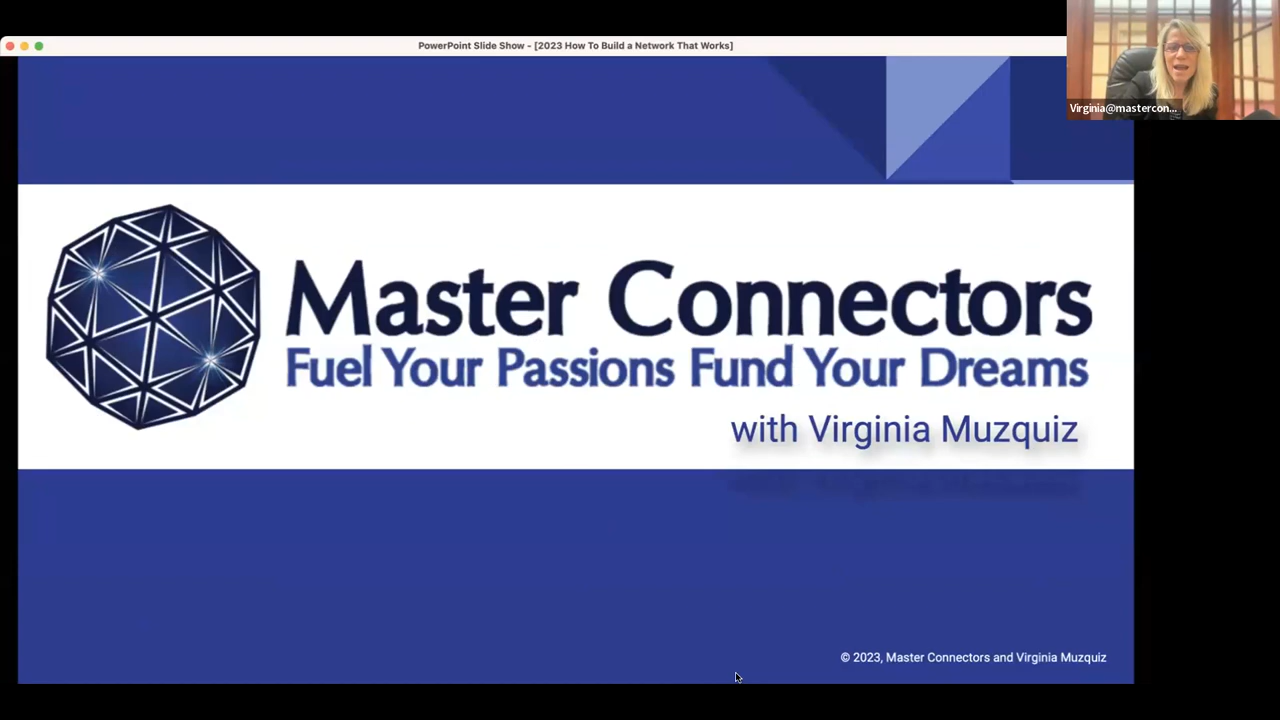 PowerPoint Slide Show - [2023 How To Build a Network That Works]
Virginia@mastercon...
Master Connectors
Fuel Your Passions Fund Your Dreams
with Virginia Muzquiz
© 2023, Master Connectors and Virginia Muzquiz